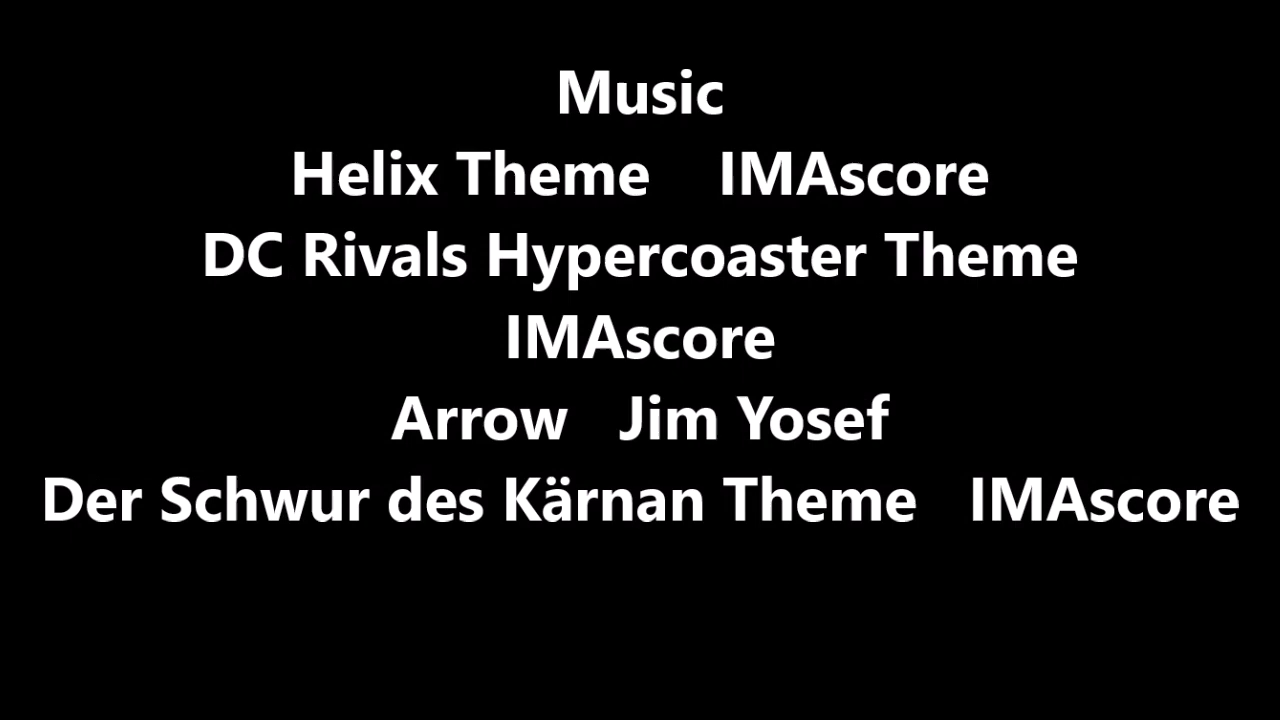 Music
Helix Theme    IMAscore
DC Rivals Hypercoaster Theme
IMAscore
Arrow   Jim Yosef
Der Schwur des Kärnan Theme   IMAscore